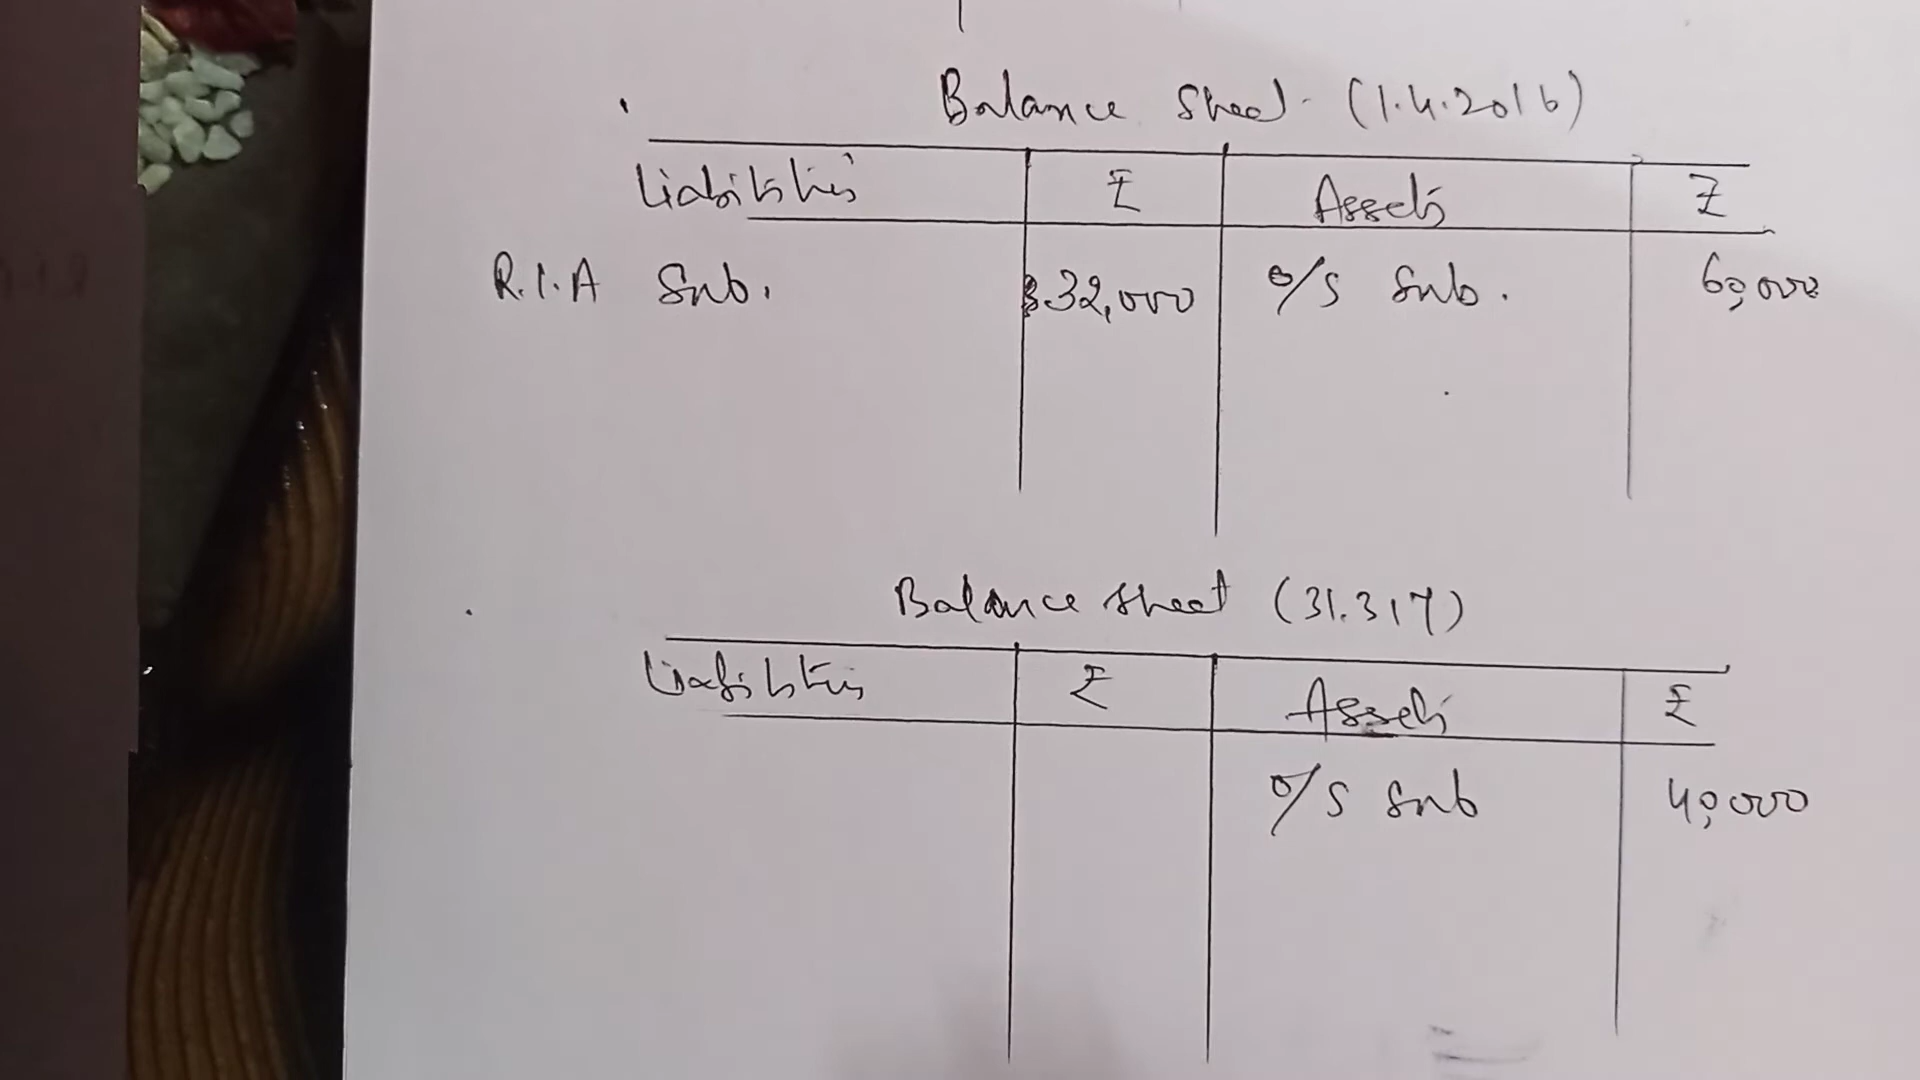 Balance Sheet (1.4.2016)
Liabilities ₹ Assets ₹
R.I.A Sub. 32,000 O/S Sub. 60,000
Balance Sheet (31.3.17)
Liabilities ₹ Assets ₹
O/S Sub 40,000